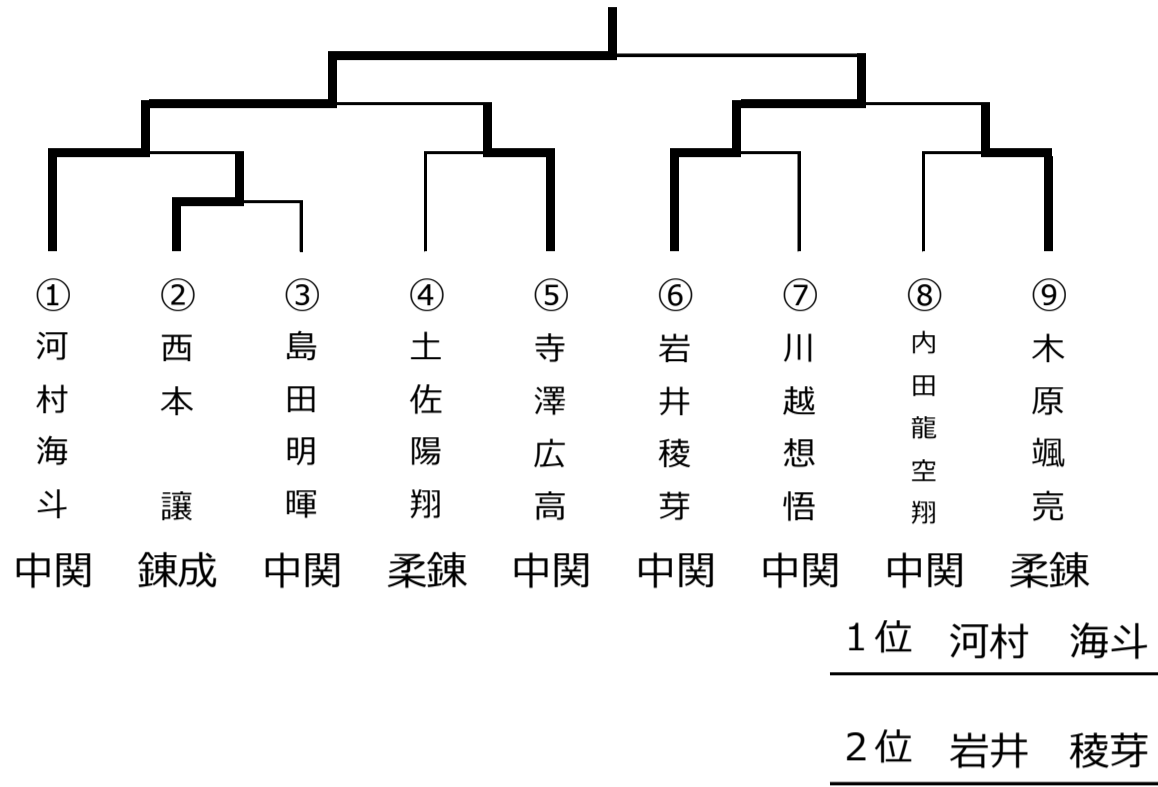 ① ② ③ ④ ⑤ ⑥ ⑦ ⑧ ⑨
河村海斗
西本 讓
島田明暉
土佐陽翔
寺澤広高
岩井稜芽
川越想悟
内田龍空翔
木原颯亮
中関 錬成 中関 柔錬 中関 中関 中関 中関 柔錬
1位 河村 海斗
2位 岩井 稜芽